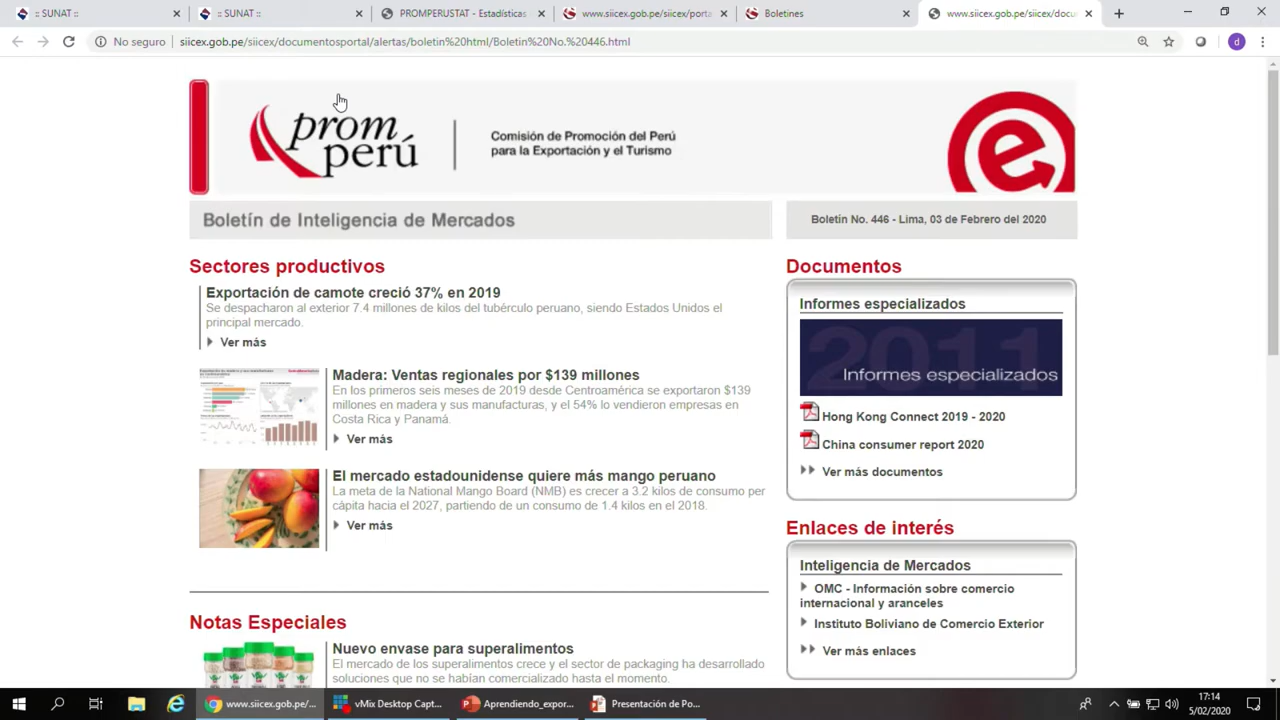 :: SUNAT ::
:: SUNAT ::
PROMPERUSTAT - Estadísticas
www.siicex.gob.pe/siicex/porta
Boletines
www.siicex.gob.pe/siicex/docu
No seguro
siicex.gob.pe/siicex/documentosportal/alertas/boletin%20html/Boletin%20No.%20446.html
d
prom
perú
Comisión de Promoción del Perú
para la Exportación y el Turismo
e
Boletín de Inteligencia de Mercados
Boletin No. 446 - Lima, 03 de Febrero del 2020
Sectores productivos
Exportación de camote creció 37% en 2019
Se despacharon al exterior 7.4 millones de kilos del tubérculo peruano, siendo Estados Unidos el
principal mercado.
Ver más
Madera: Ventas regionales por $139 millones
En los primeros seis meses de 2019 desde Centroamérica se exportaron $139
millones en madera y sus manufacturas, y el 54% lo vendieron empresas en
Costa Rica y Panamá.
Ver más
El mercado estadounidense quiere más mango peruano
La meta de la National Mango Board (NMB) es crecer a 3.2 kilos de consumo per
cápita hacia el 2027, partiendo de un consumo de 1.4 kilos en el 2018.
Ver más
Notas Especiales
Nuevo envase para superalimentos
El mercado de los superalimentos crece y el sector de packaging ha desarrollado
soluciones que no se habían comercializado hasta el momento.
Documentos
Informes especializados
2011
Informes especializados
Hong Kong Connect 2019 - 2020
China consumer report 2020
Ver más documentos
Enlaces de interés
Inteligencia de Mercados
OMC - Información sobre comercio
internacional y aranceles
Instituto Boliviano de Comercio Exterior
Ver más enlaces
www.siicex.gob.pe/...
vMix Desktop Capt...
Aprendiendo_expor...
Presentación de Po...
17:14
5/02/2020